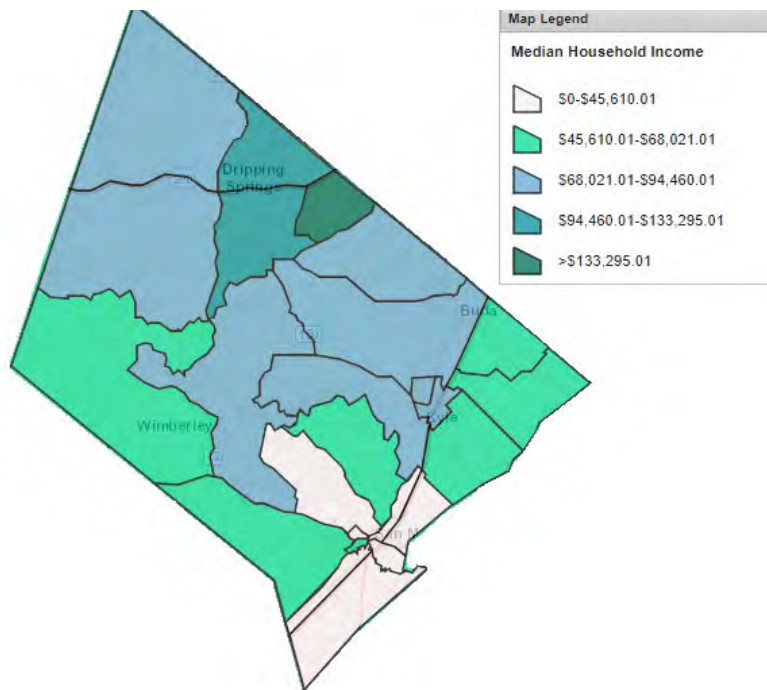 Map Legend
Median Household Income
$0-$45,610.01
$45,610.01-$68,021.01
$68,021.01-$94,460.01
$94,460.01-$133,295.01
>$133,295.01
Dripping
Springs
Wimberley
Kyle